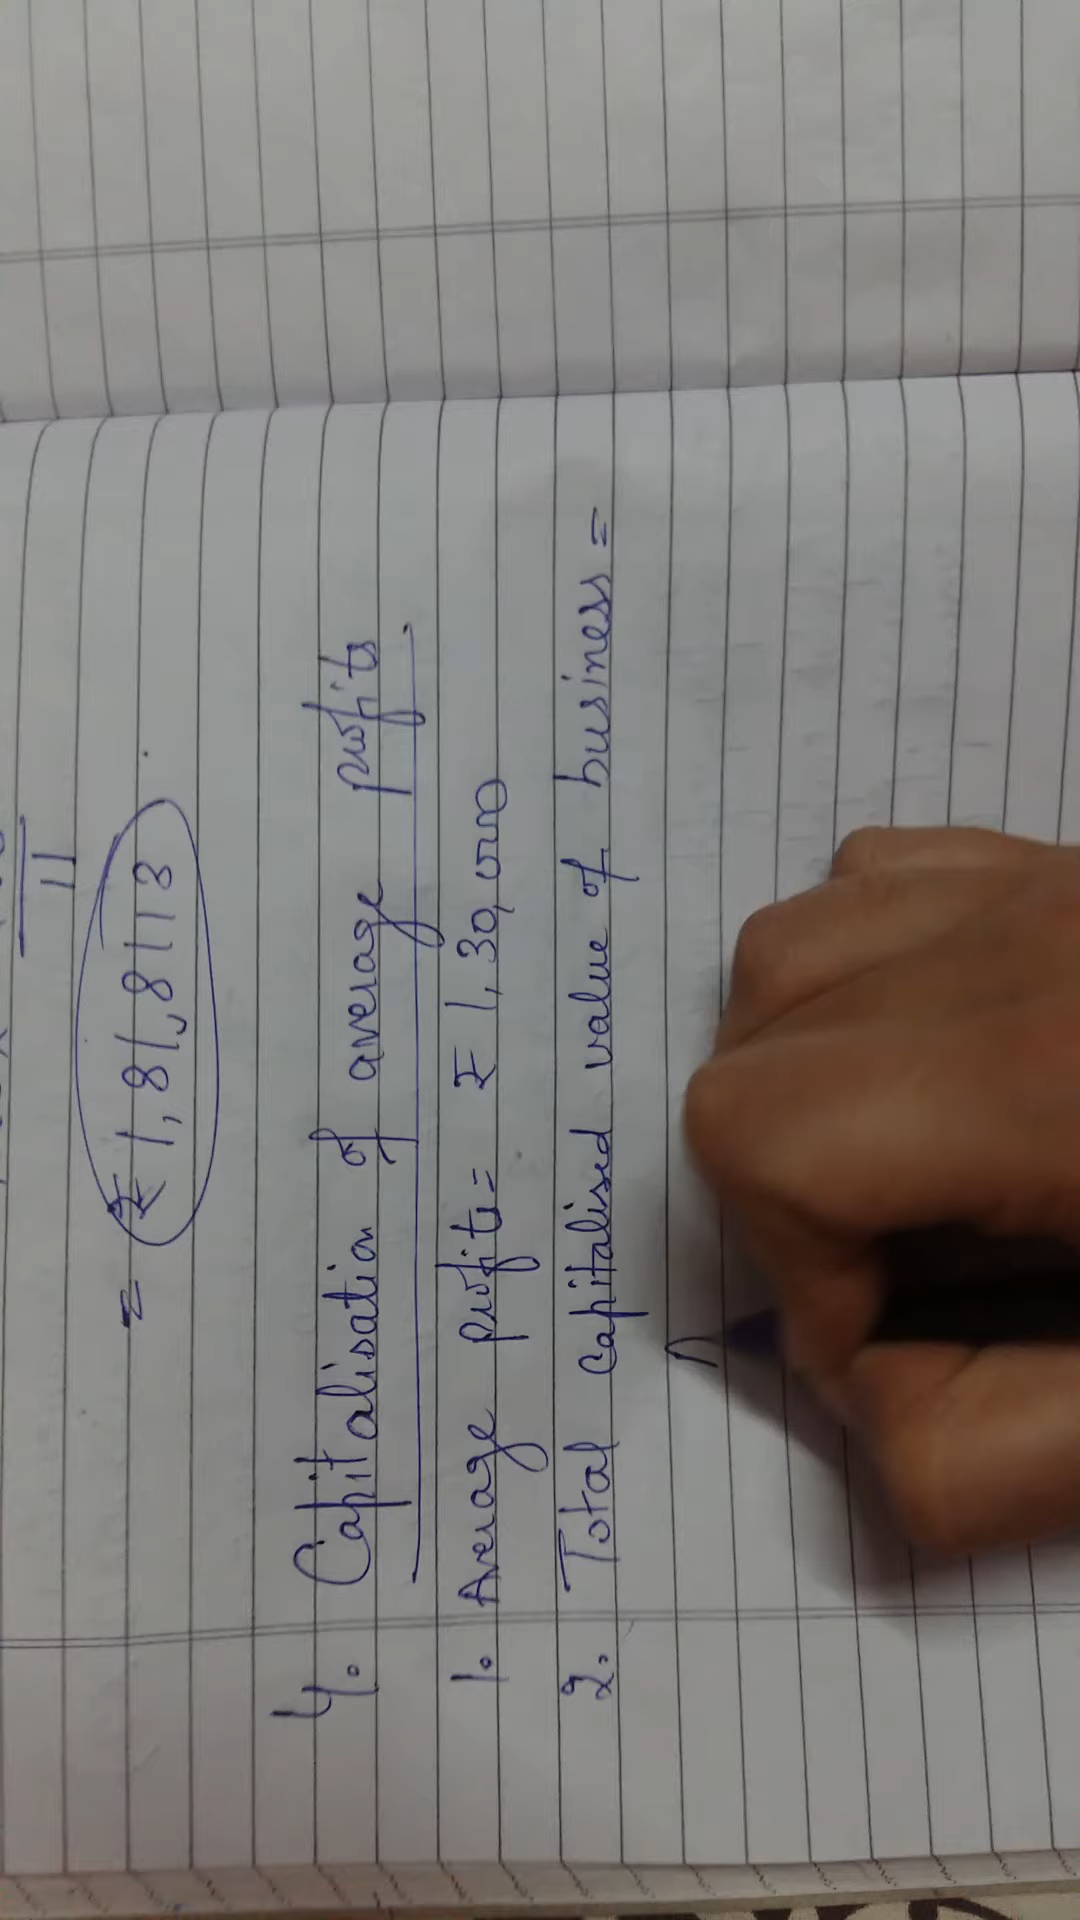 11
= ₹ 1,81,8118
4. Capitalisation of average profits
1. Average profits = ₹ 1,30,000
2. Total capitalised value of business =